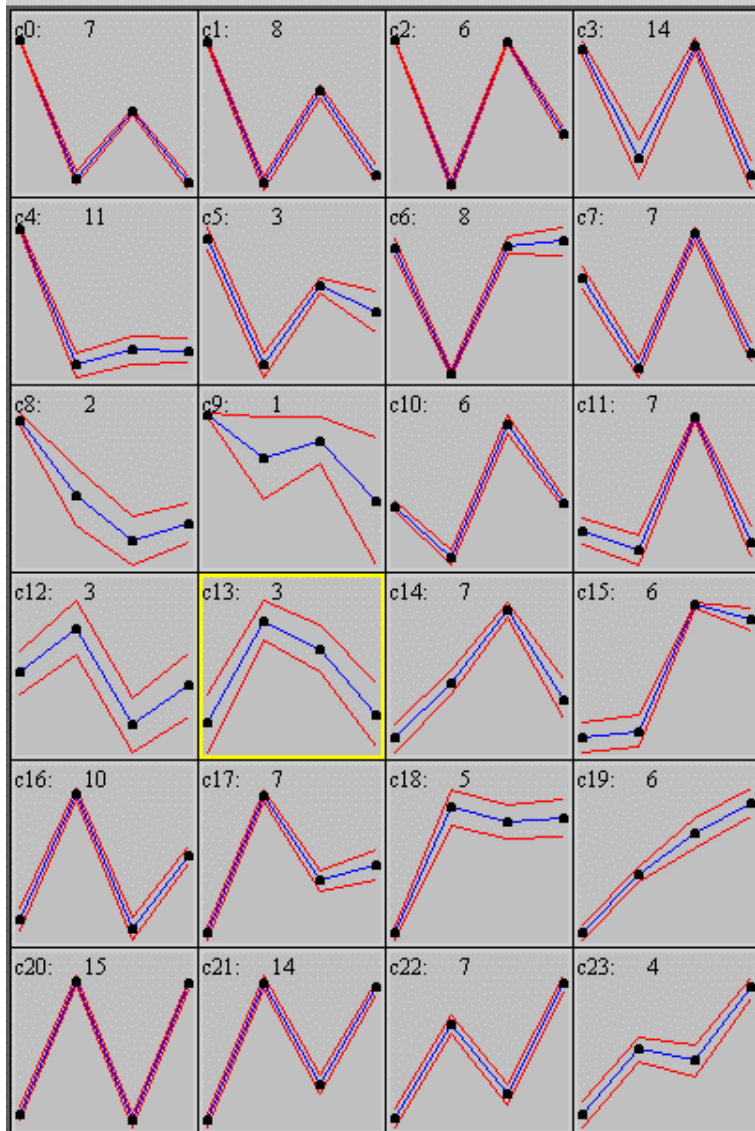 c0: 7 c1: 8 c2: 6 c3: 14
c4: 11 c5: 3 c6: 8 c7: 7
c8: 2 c9: 1 c10: 6 c11: 7
c12: 3 c13: 3 c14: 7 c15: 6
c16: 10 c17: 7 c18: 5 c19: 6
c20: 15 c21: 14 c22: 7 c23: 4